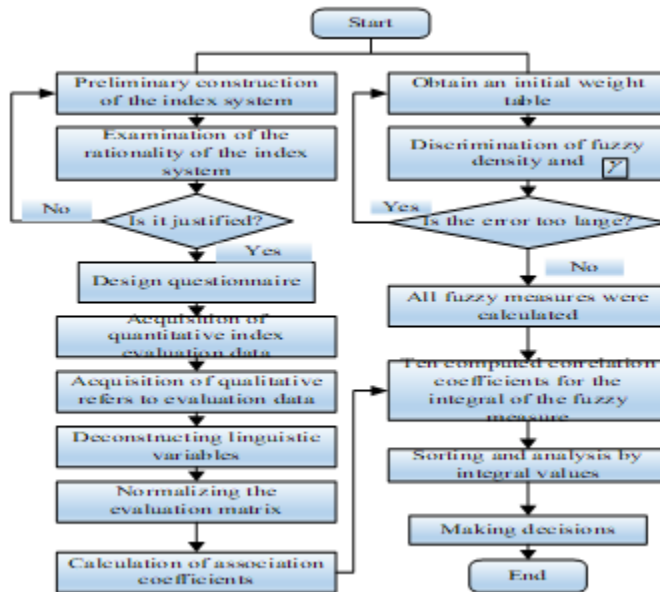 Start
Preliminary construction
of the index system
Examination of the
rationality of the index
system
No
Is it justified?
Yes
Design questionnaire
Acquisition of
quantitative index
evaluation data
Acquisition of qualitative
refers to evaluation data
Deconstructing linguistic
variables
Normalizing the
evaluation matrix
Calculation of association
coefficients
Obtain an initial weight
table
Discrimination of fuzzy
density and γ
Yes
Is the error too large?
No
All fuzzy measures were
calculated
Ten computed correlation
coefficients for the
integral of the fuzzy
measure
Sorting and analysis by
integral values
Making decisions
End